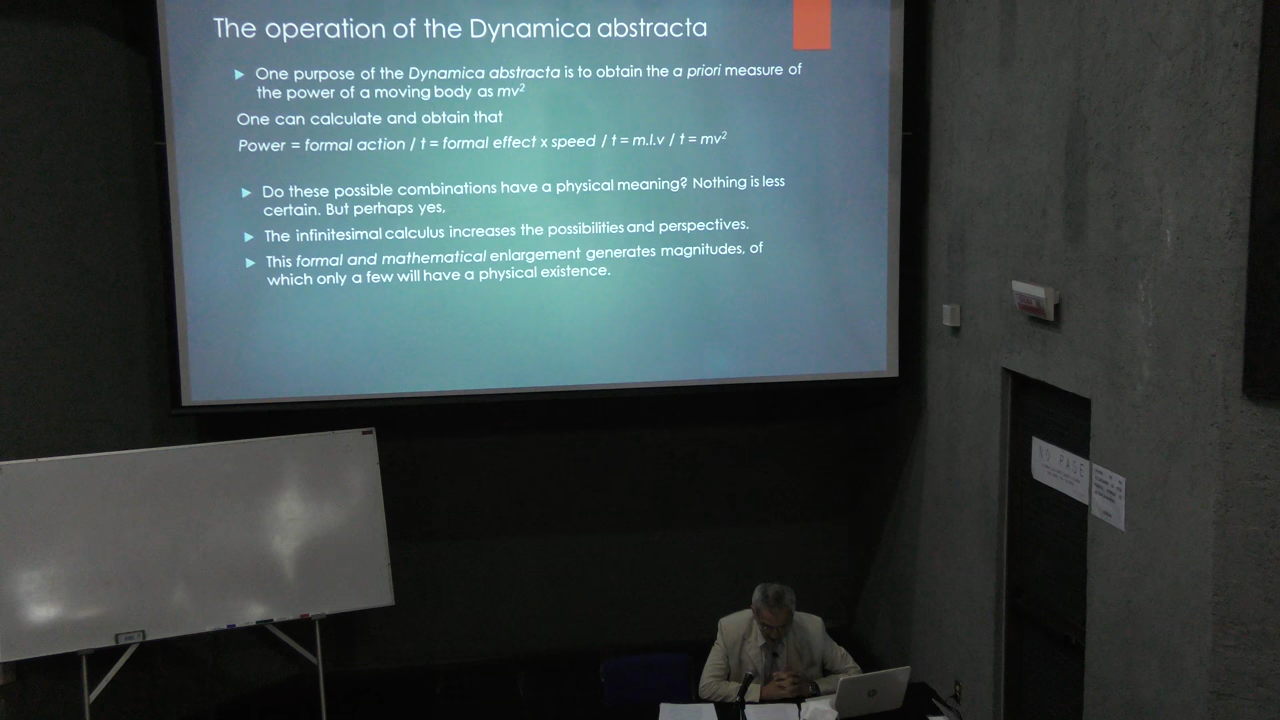 The operation of the Dynamica abstracta
One purpose of the Dynamica abstracta is to obtain the a priori measure of
the power of a moving body as mv²
One can calculate and obtain that
Power = formal action / t = formal effect x speed / t = m.l.v / t = mv²
Do these possible combinations have a physical meaning? Nothing is less
certain. But perhaps yes,
The infinitesimal calculus increases the possibilities and perspectives.
This formal and mathematical enlargement generates magnitudes, of
which only a few will have a physical existence.
NO PASE